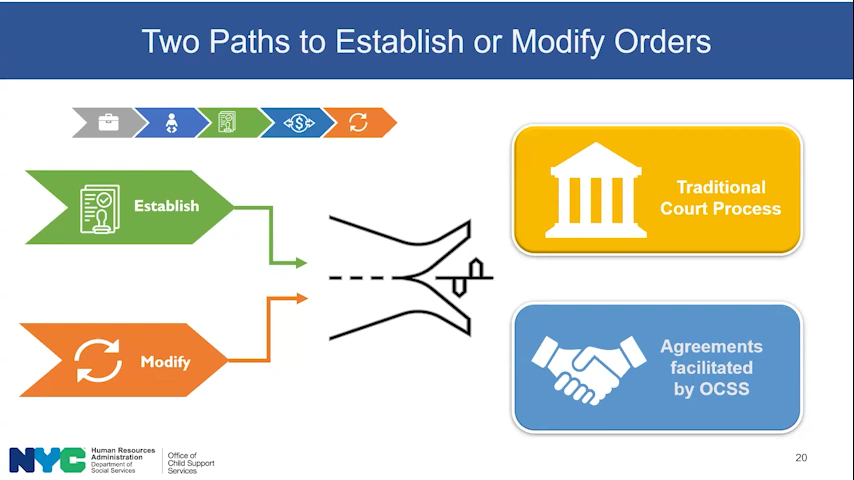 Two Paths to Establish or Modify Orders
Establish
Modify
Traditional
Court Process
Agreements
facilitated
by OCSS
NYC
Human Resources
Administration
Department of
Social Services
Office of
Child Support
Services
20